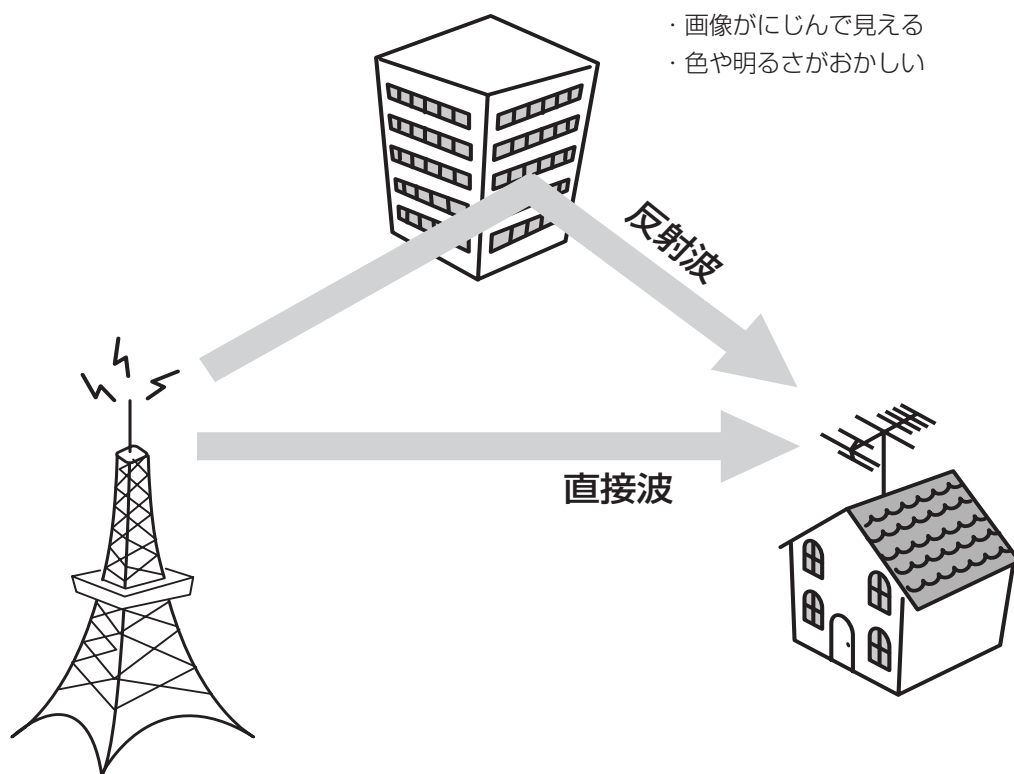 ・画像がにじんで見える
・色や明るさがおかしい
反射波
直接波